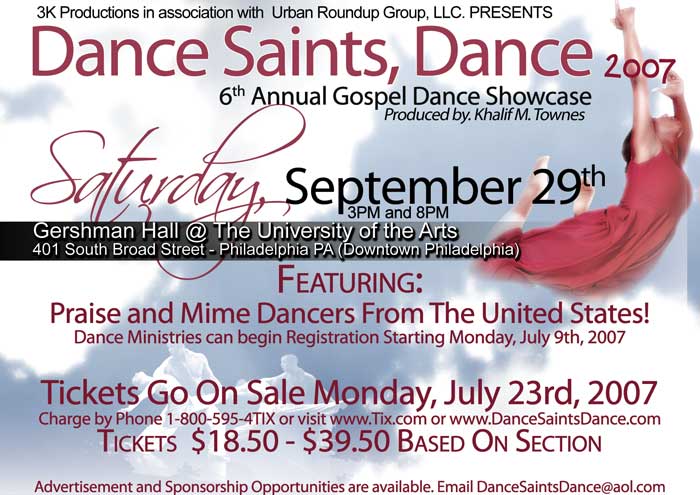 3K Productions in association with Urban Roundup Group, LLC. PRESENTS
Dance Saints, Dance 2007
6th Annual Gospel Dance Showcase
Produced by. Khalif M. Townes
Saturday, September 29th
3PM and 8PM
Gershman Hall @ The University of the Arts
401 South Broad Street - Philadelphia PA (Downtown Philadelphia)
FEATURING:
Praise and Mime Dancers From The United States!
Dance Ministries can begin Registration Starting Monday, July 9th, 2007
Tickets Go On Sale Monday, July 23rd, 2007
Charge by Phone 1-800-595-4TIX or visit www.Tix.com or www.DanceSaintsDance.com
TICKETS $18.50 - $39.50 BASED ON SECTION
Advertisement and Sponsorship Opportunities are available. Email DanceSaintsDance@aol.com